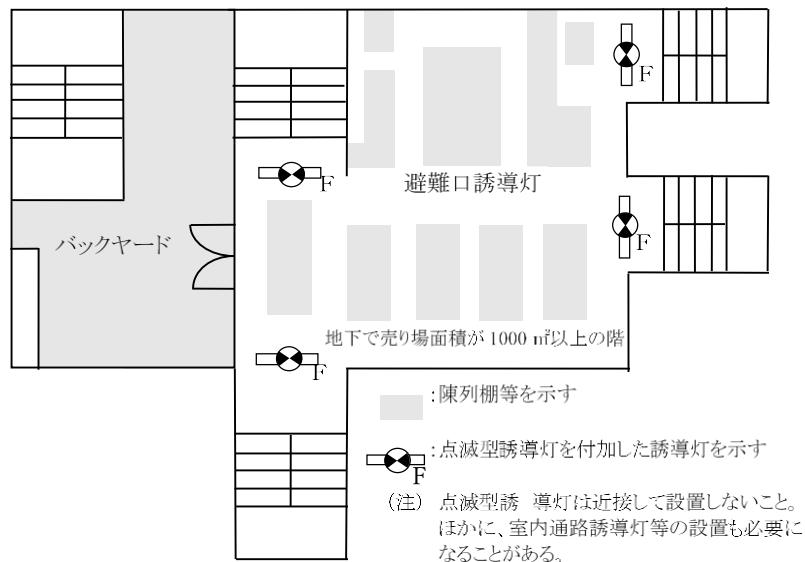 F
F
避難口誘導灯
バックヤード
F
地下で売り場面積が 1000 ㎡以上の階
F
:陳列棚等を示す
:点滅型誘導灯を付加した誘導灯を示す
F
(注) 点滅型誘 導灯は近接して設置しないこと。
ほかに、室内通路誘導灯等の設置も必要に
なることがある。